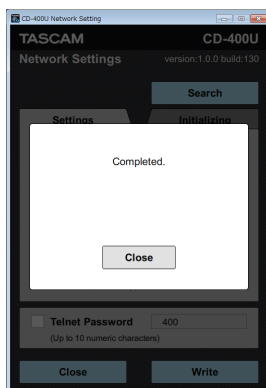 CD-400U Network Setting
TASCAM CD-400U
Network Settings version:1.0.0 build:130
Search
Settings Initializing
Completed.
Close
Telnet Password 400
(Up to 10 numeric characters)
Close Write